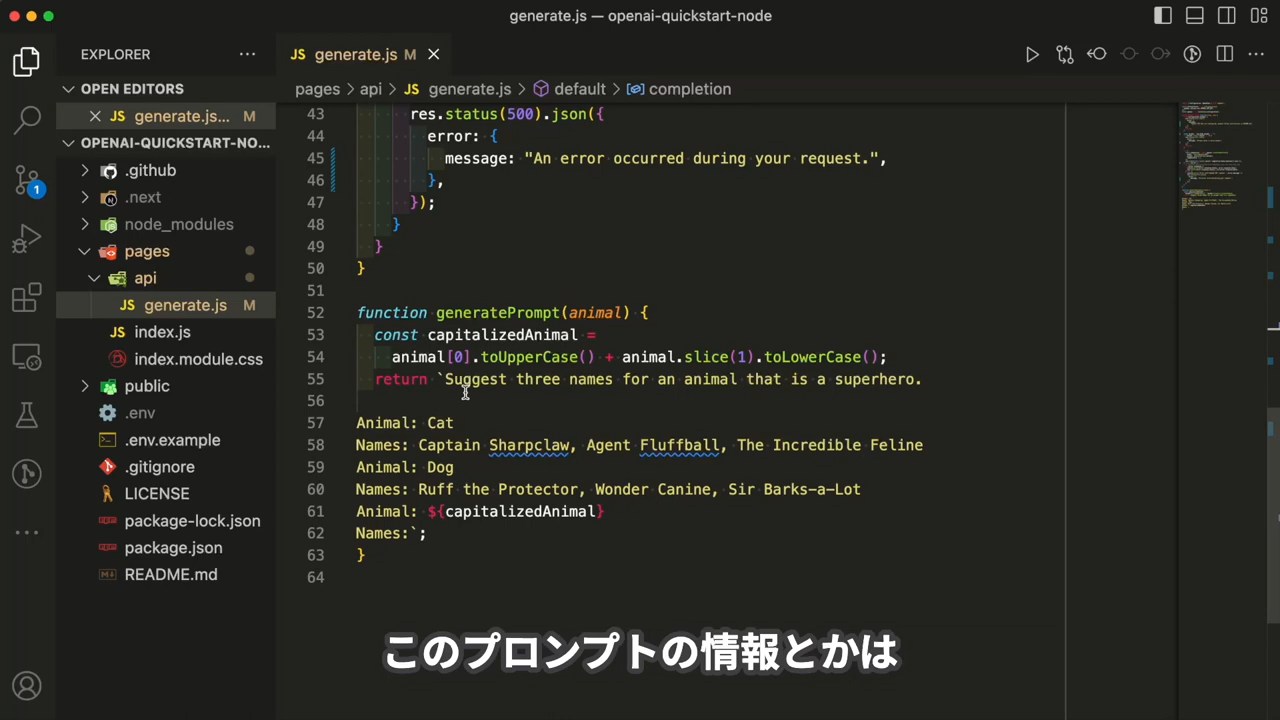 generate.js — openai-quickstart-node
EXPLORER
JS generate.js M
OPEN EDITORS
JS generate.js... M
OPENAI-QUICKSTART-NO...
.github
.next
node_modules
pages
api
JS generate.js M
JS index.js
index.module.css
public
.env
.env.example
.gitignore
LICENSE
package-lock.json
package.json
README.md
1
pages > api > JS generate.js > default > completion
43 res.status(500).json({
44 error: {
45 message: "An error occurred during your request.",
46 },
47 });
48 }
49 }
50 }
51
52 function generatePrompt(animal) {
53 const capitalizedAnimal =
54 animal[0].toUpperCase() + animal.slice(1).toLowerCase();
55 return `Suggest three names for an animal that is a superhero.
56
57 Animal: Cat
58 Names: Captain Sharpclaw, Agent Fluffball, The Incredible Feline
59 Animal: Dog
60 Names: Ruff the Protector, Wonder Canine, Sir Barks-a-Lot
61 Animal: ${capitalizedAnimal}
62 Names:`;
63 }
64
このプロンプトの情報とかは